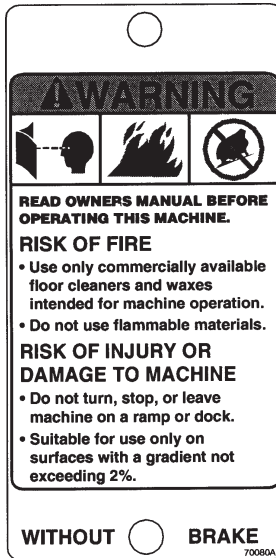 WARNING
READ OWNERS MANUAL BEFORE
OPERATING THIS MACHINE.
RISK OF FIRE
• Use only commercially available
floor cleaners and waxes
intended for machine operation.
• Do not use flammable materials.
RISK OF INJURY OR
DAMAGE TO MACHINE
• Do not turn, stop, or leave
machine on a ramp or dock.
• Suitable for use only on
surfaces with a gradient not
exceeding 2%.
WITHOUT BRAKE
70080A